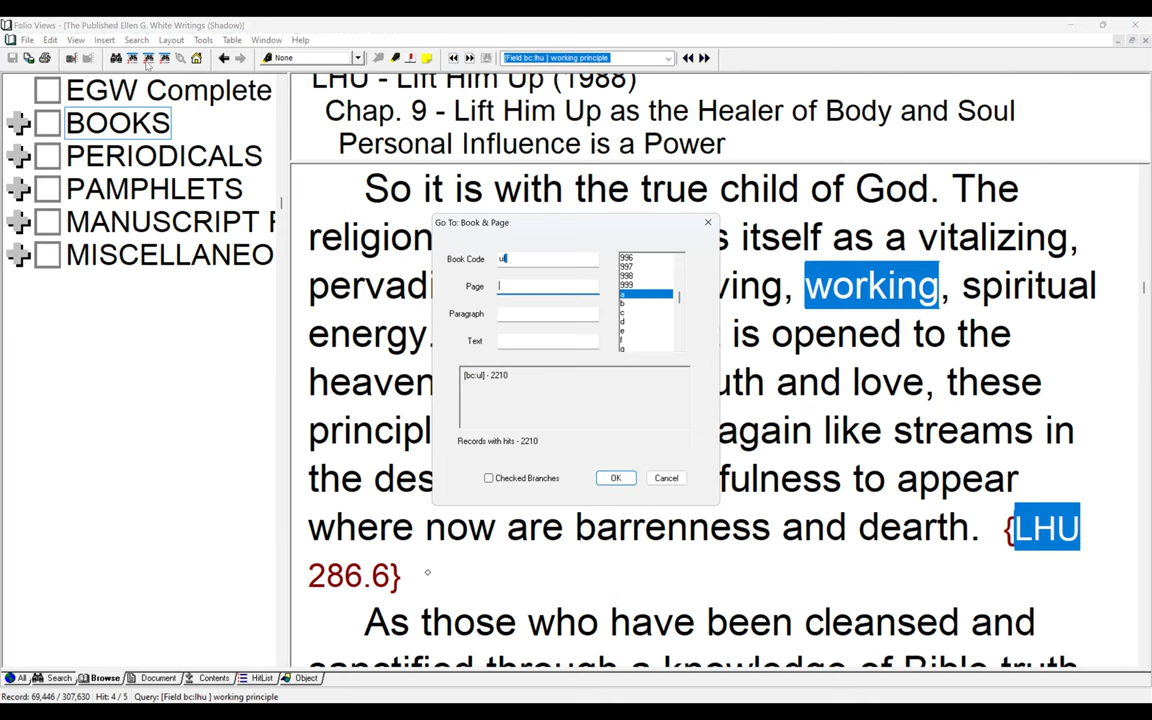 Folio Views - [The Published Ellen G. White Writings (Shadow)]
File Edit View Insert Search Layout Tools Table Window Help
None
[Field bc:lhu ] working principle
EGW Complete
BOOKS
PERIODICALS
PAMPHLETS
MANUSCRIPT
MISCELLANEO
LHU - Lift Him Up (1988)
Chap. 9 - Lift Him Up as the Healer of Body and Soul
Personal Influence is a Power
So it is with the true child of God. The
religion s itself as a vitalizing,
pervadi ving, working, spiritual
energy. is opened to the
heaven uth and love, these
principl again like streams in
the des fulness to appear
where now are barrenness and dearth. {LHU
286.6}
As those who have been cleansed and
sanctified through a knowledge of Bible truth
Go To: Book & Page
Book Code ul
Page
Paragraph
Text
996
997
998
999
a
b
c
d
e
f
g
[bc:ul] - 2210
Records with hits - 2210
Checked Branches
OK
Cancel
All Search Browse Document Contents HitList Object
Record: 69,446 / 307,630 Hit: 4 / 5 Query: [Field bc:lhu ] working principle